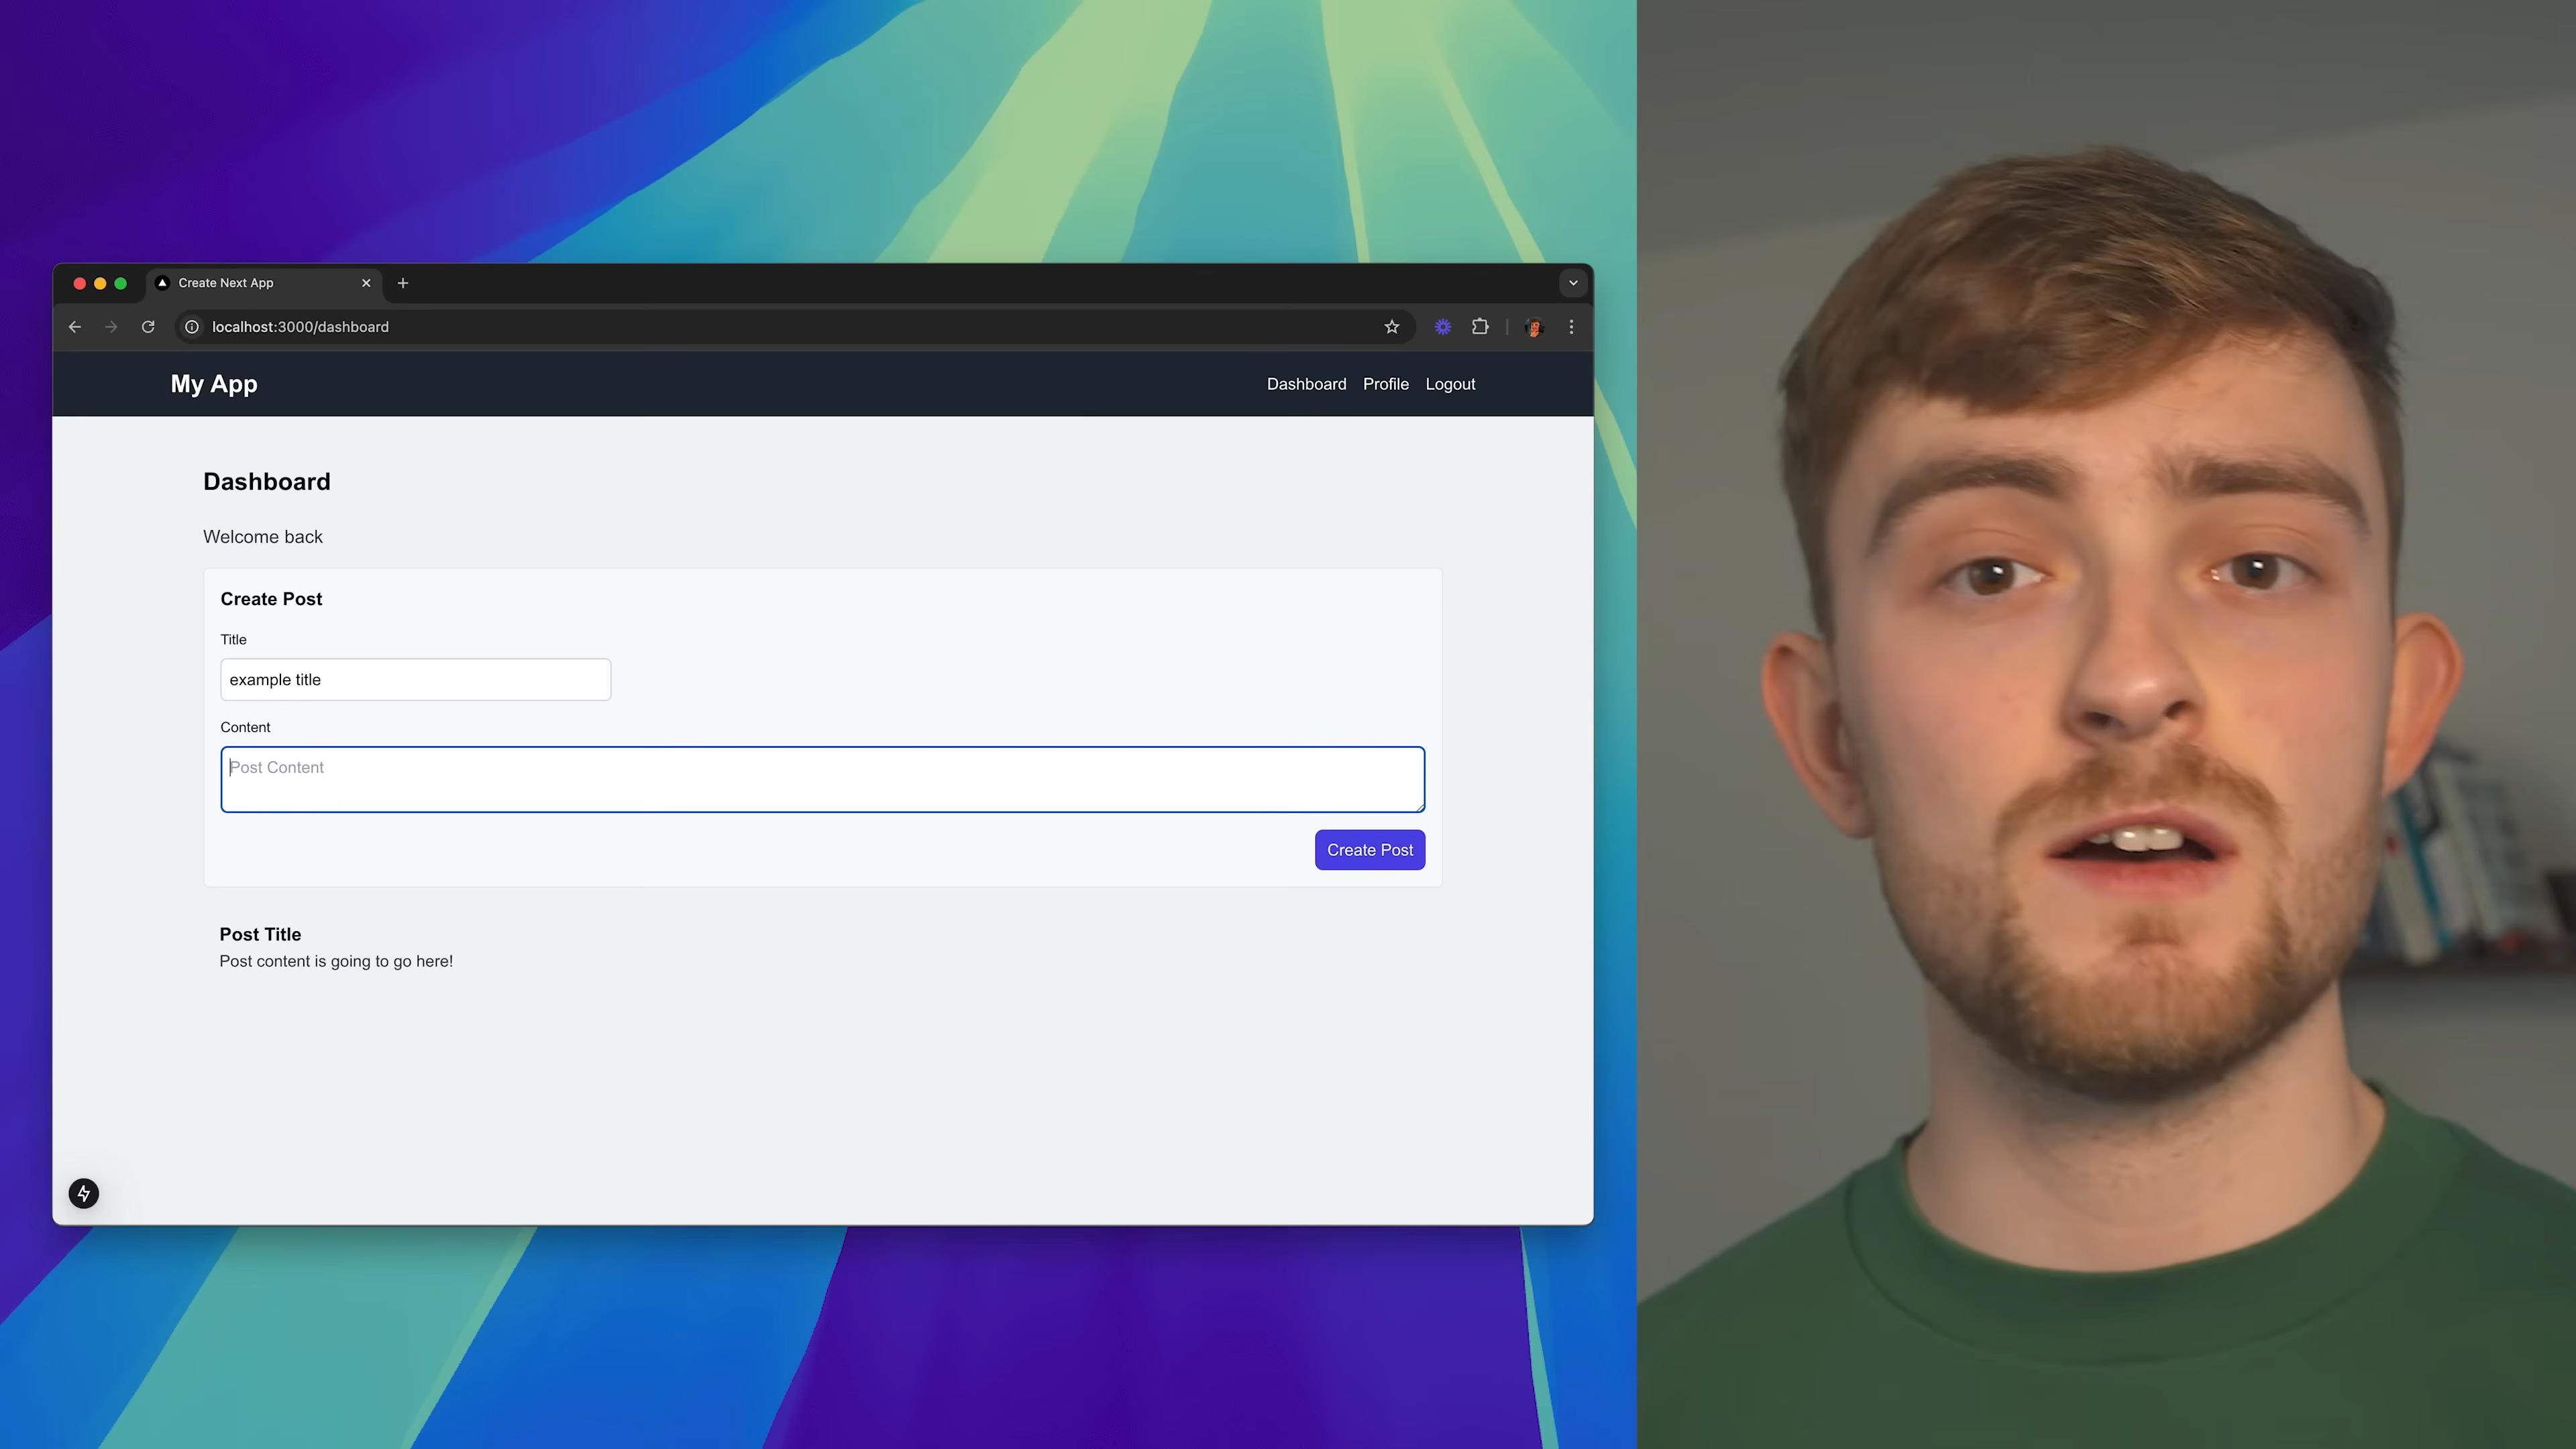 Create Next App
localhost:3000/dashboard
My App
Dashboard Profile Logout
Dashboard
Welcome back
Create Post
Title
example title
Content
Post Content
Create Post
Post Title
Post content is going to go here!